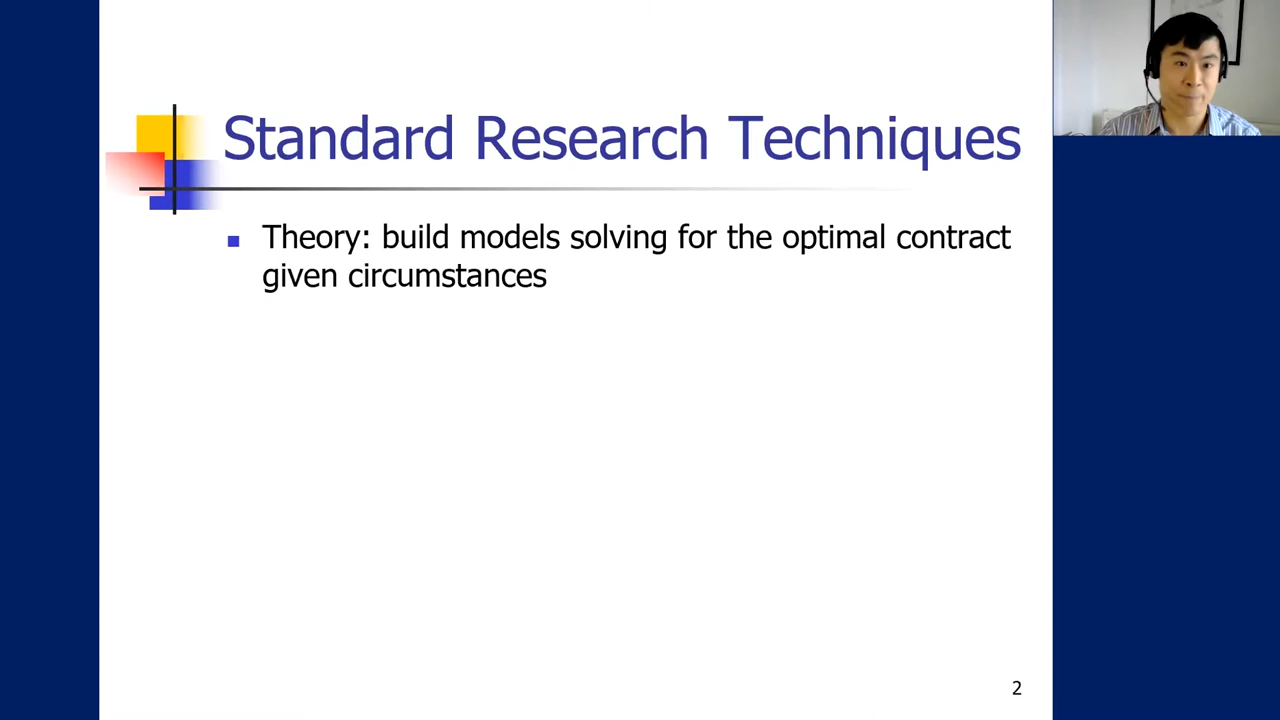 Standard Research Techniques
Theory: build models solving for the optimal contract
given circumstances
2